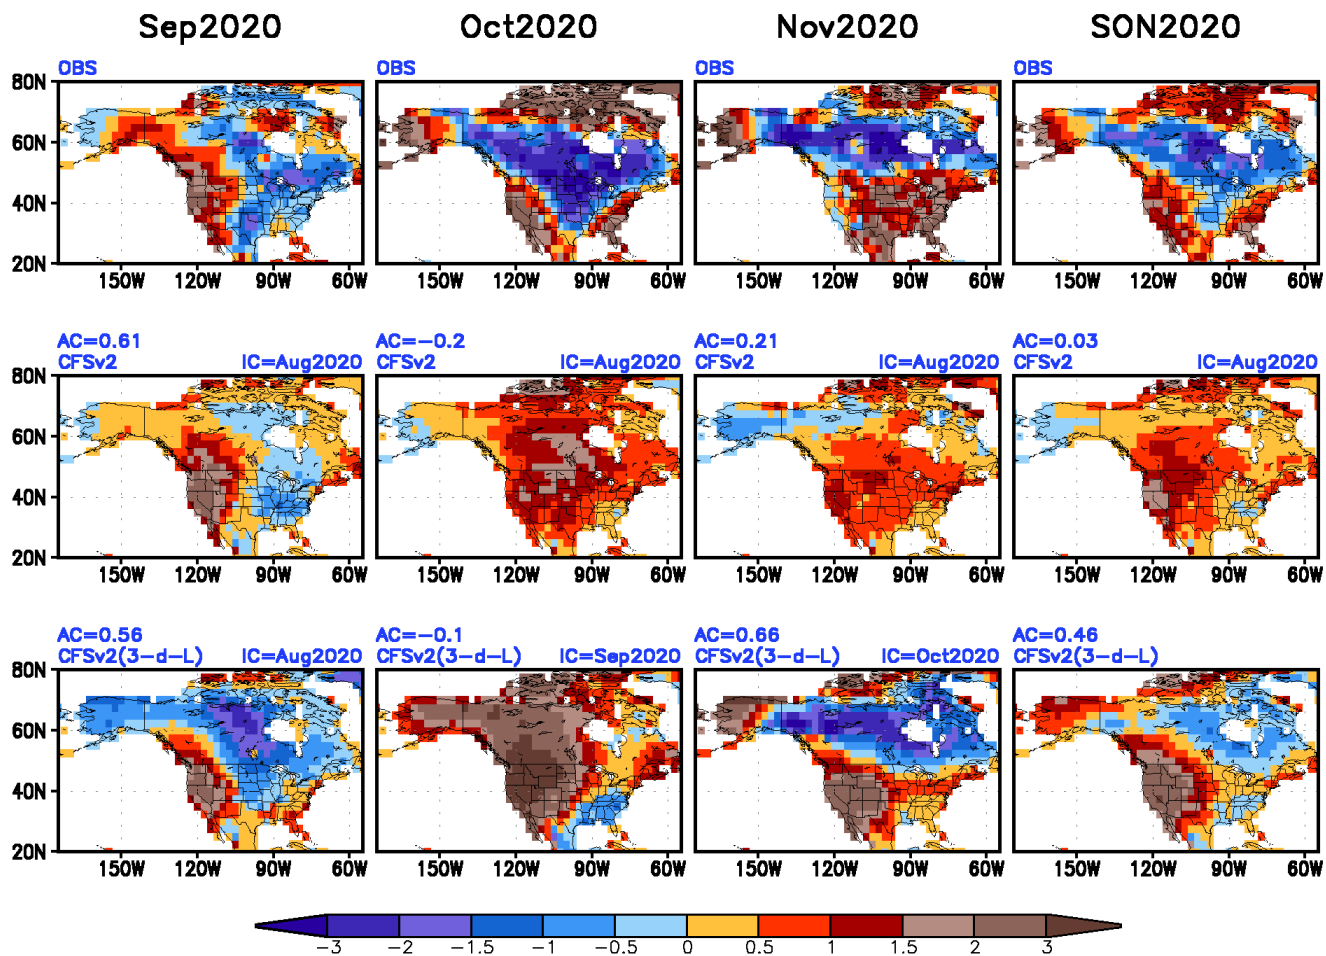 Sep2020 Oct2020 Nov2020 SON2020
OBS OBS OBS OBS
80N
60N
40N
20N
150W 120W 90W 60W 150W 120W 90W 60W 150W 120W 90W 60W 150W 120W 90W 60W
AC=0.61 AC=−0.2 AC=0.21 AC=0.03
CFSv2 IC=Aug2020 CFSv2 IC=Aug2020 CFSv2 IC=Aug2020 CFSv2 IC=Aug2020
80N
60N
40N
20N
150W 120W 90W 60W 150W 120W 90W 60W 150W 120W 90W 60W 150W 120W 90W 60W
AC=0.56 AC=−0.1 AC=0.66 AC=0.46
CFSv2(3−d−L) IC=Aug2020 CFSv2(3−d−L) IC=Sep2020 CFSv2(3−d−L) IC=Oct2020 CFSv2(3−d−L)
80N
60N
40N
20N
150W 120W 90W 60W 150W 120W 90W 60W 150W 120W 90W 60W 150W 120W 90W 60W
−3 −2 −1.5 −1 −0.5 0 0.5 1 1.5 2 3